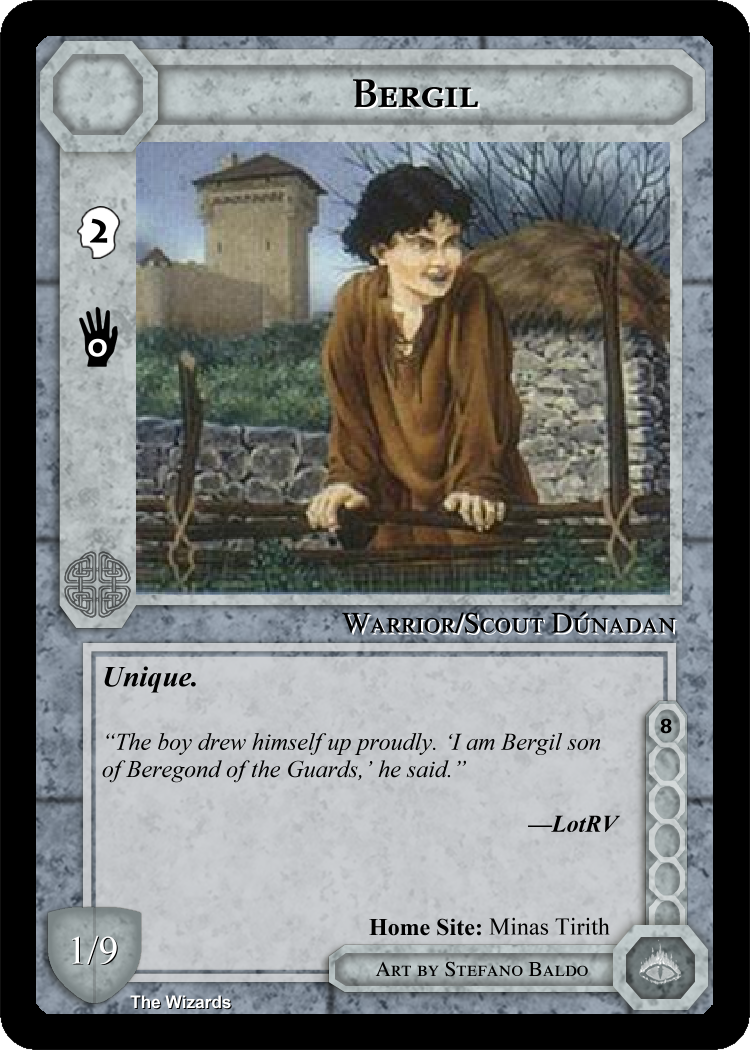 Bergil
2
0
Warrior/Scout Dúnadan
Unique.
“The boy drew himself up proudly. ‘I am Bergil son
of Beregond of the Guards,’ he said.”
—LotRV
8
Home Site: Minas Tirith
1/9
Art by Stefano Baldo
The Wizards